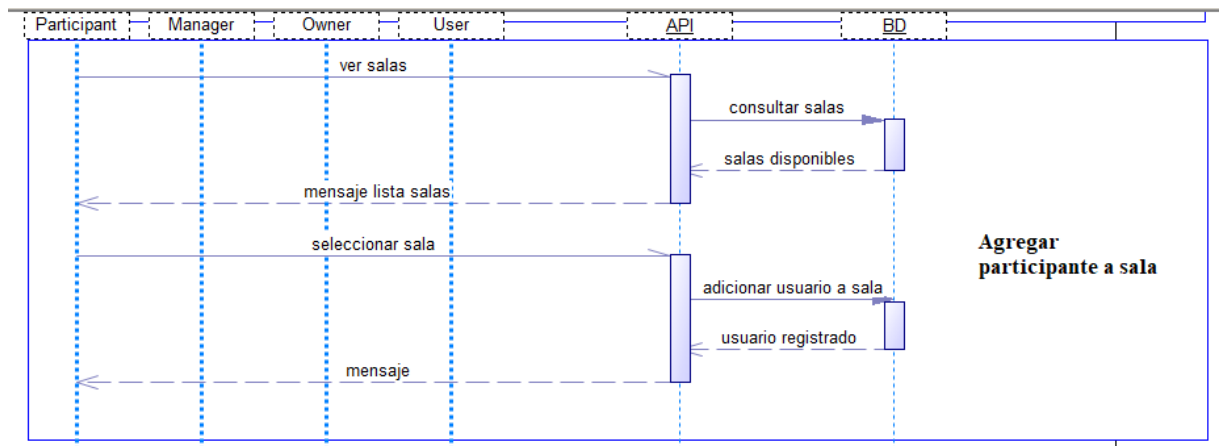 Participant
Manager
Owner
User
API
BD
ver salas
consultar salas
salas disponibles
mensaje lista salas
seleccionar sala
Agregar
participante a sala
adicionar usuario a sala
usuario registrado
mensaje